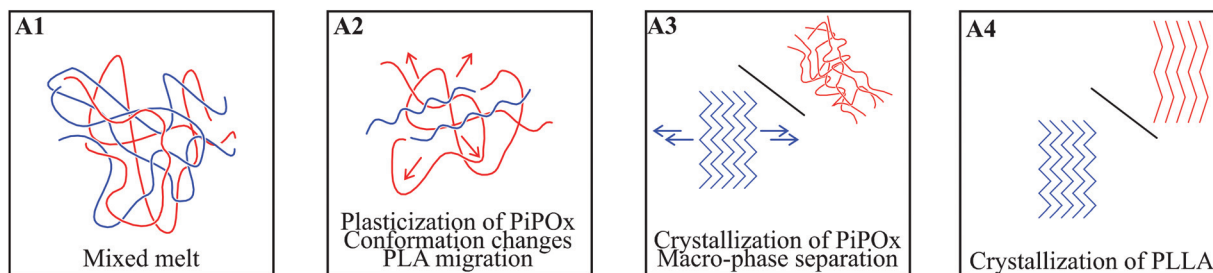 A1
Mixed melt
A2
Plasticization of PiPOx
Conformation changes
PLA migration
A3
Crystallization of PiPOx
Macro-phase separation
A4
Crystallization of PLLA